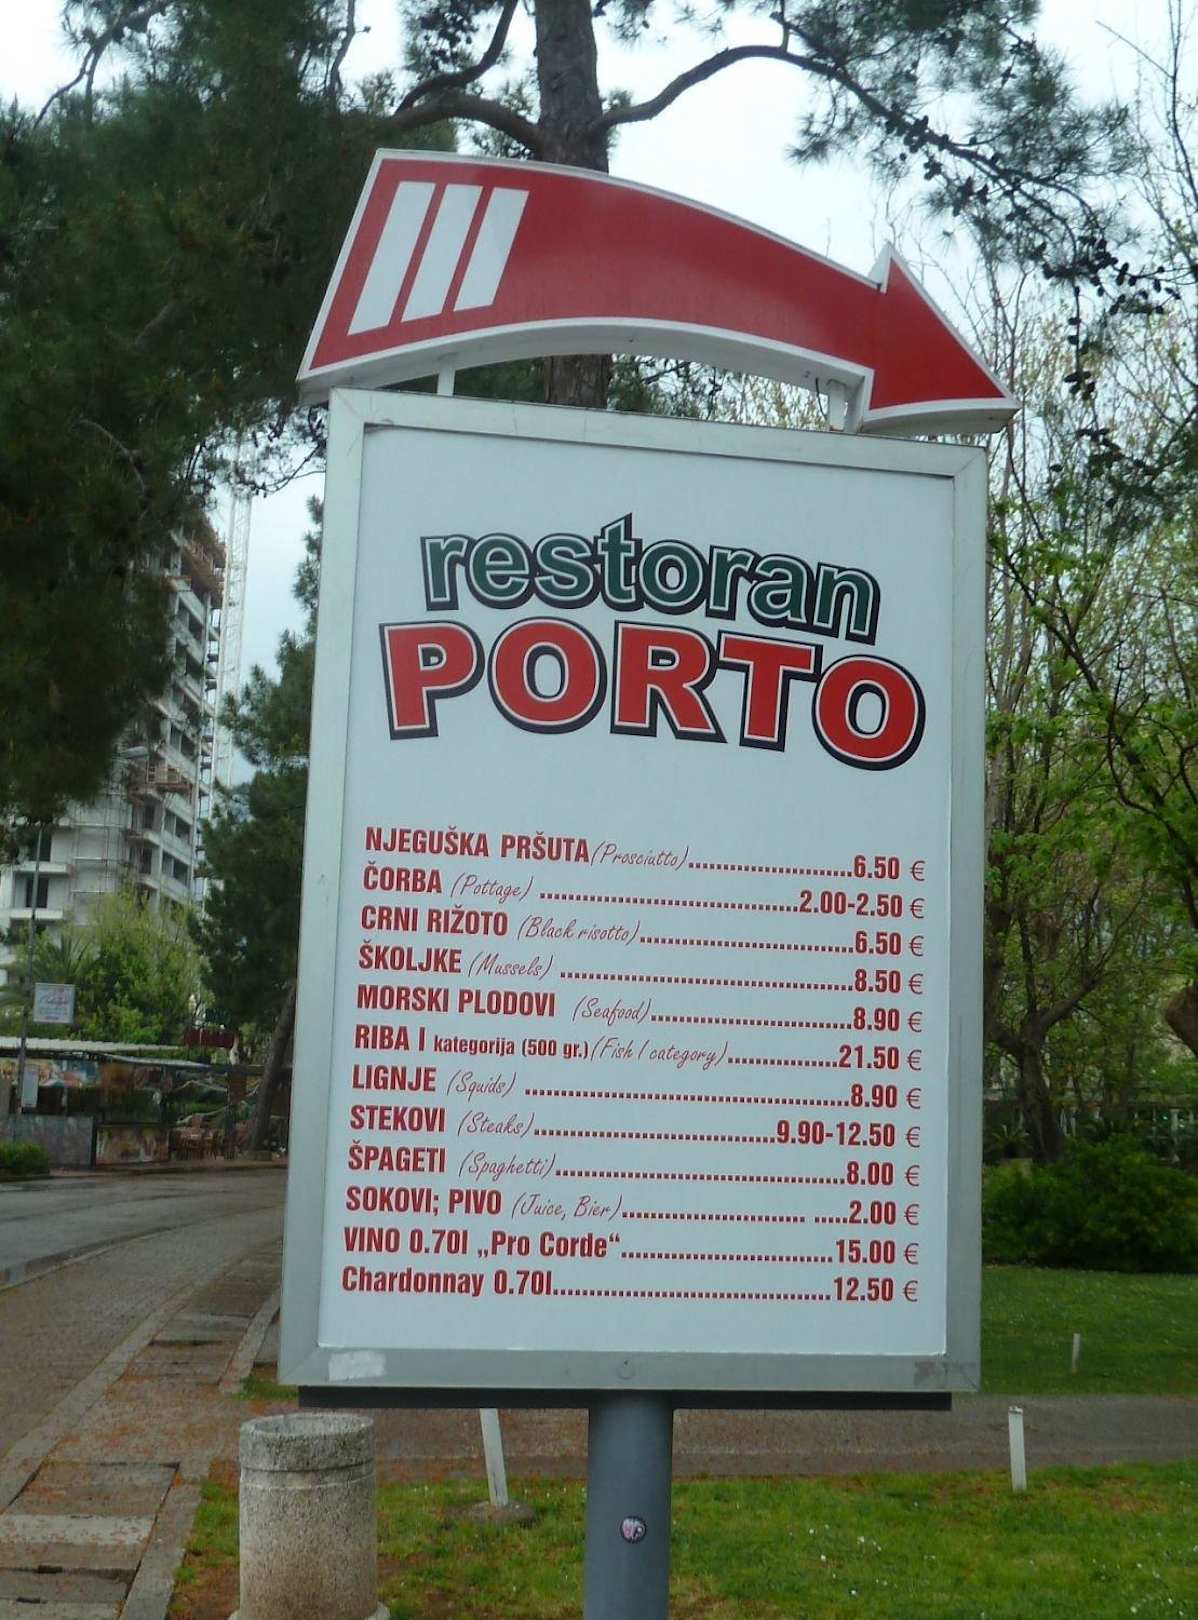 restoran
PORTO
NJEGUŠKA PRŠUTA (Prosciutto)..................6.50 €
ČORBA (Pottage) .............................2.00-2.50 €
CRNI RIŽOTO (Black risotto)........................6.50 €
ŠKOLJKE (Mussels) .................................8.50 €
MORSKI PLODOVI (Seafood).......................8.90 €
RIBA I kategorija (500 gr.) (Fish I category).............21.50 €
LIGNJE (Squids) .....................................8.90 €
STEKOVI (Steaks)...........................9.90-12.50 €
ŠPAGETI (Spaghetti).................................8.00 €
SOKOVI; PIVO (Juice, Bier)..................... .....2.00 €
VINO 0.70l „Pro Corde“........................15.00 €
Chardonnay 0.70l................................12.50 €